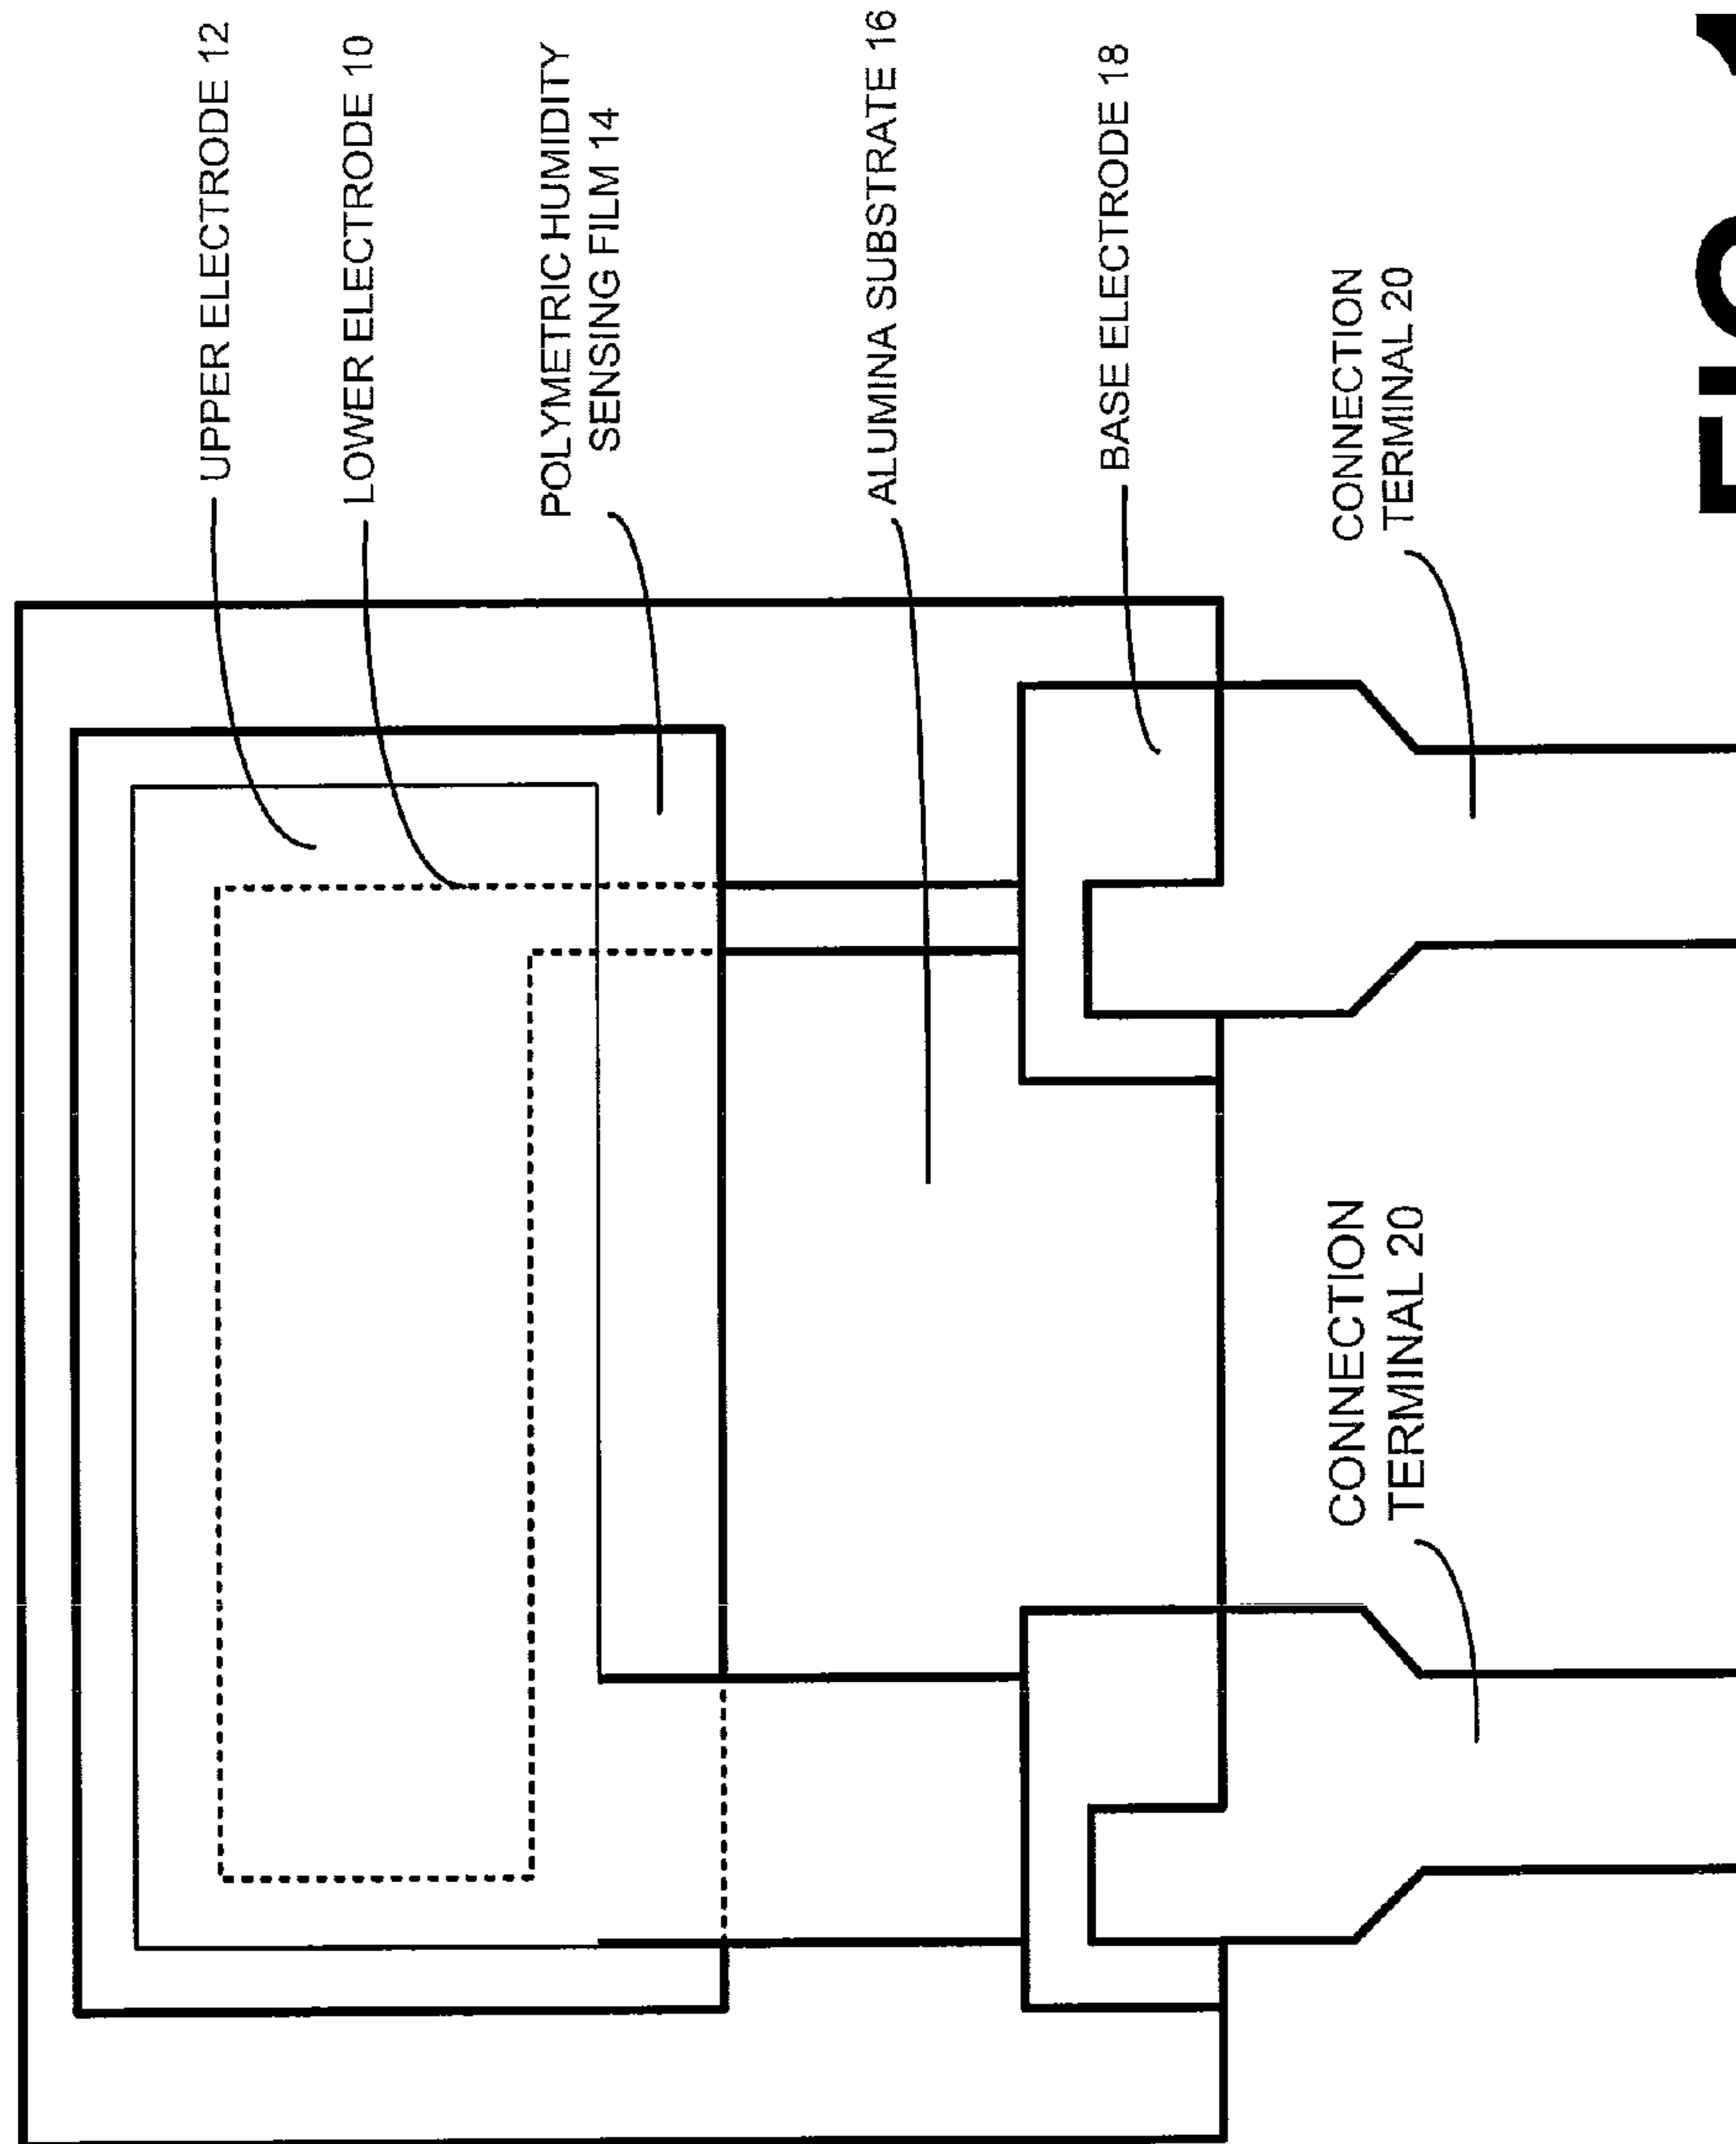 UPPER ELECTRODE 12
LOWER ELECTRODE 10
POLYMETRIC HUMIDITY
SENSING FILM 14
ALUMINA SUBSTRATE 16
BASE ELECTRODE 18
CONNECTION
TERMINAL 20
CONNECTION
TERMINAL 20